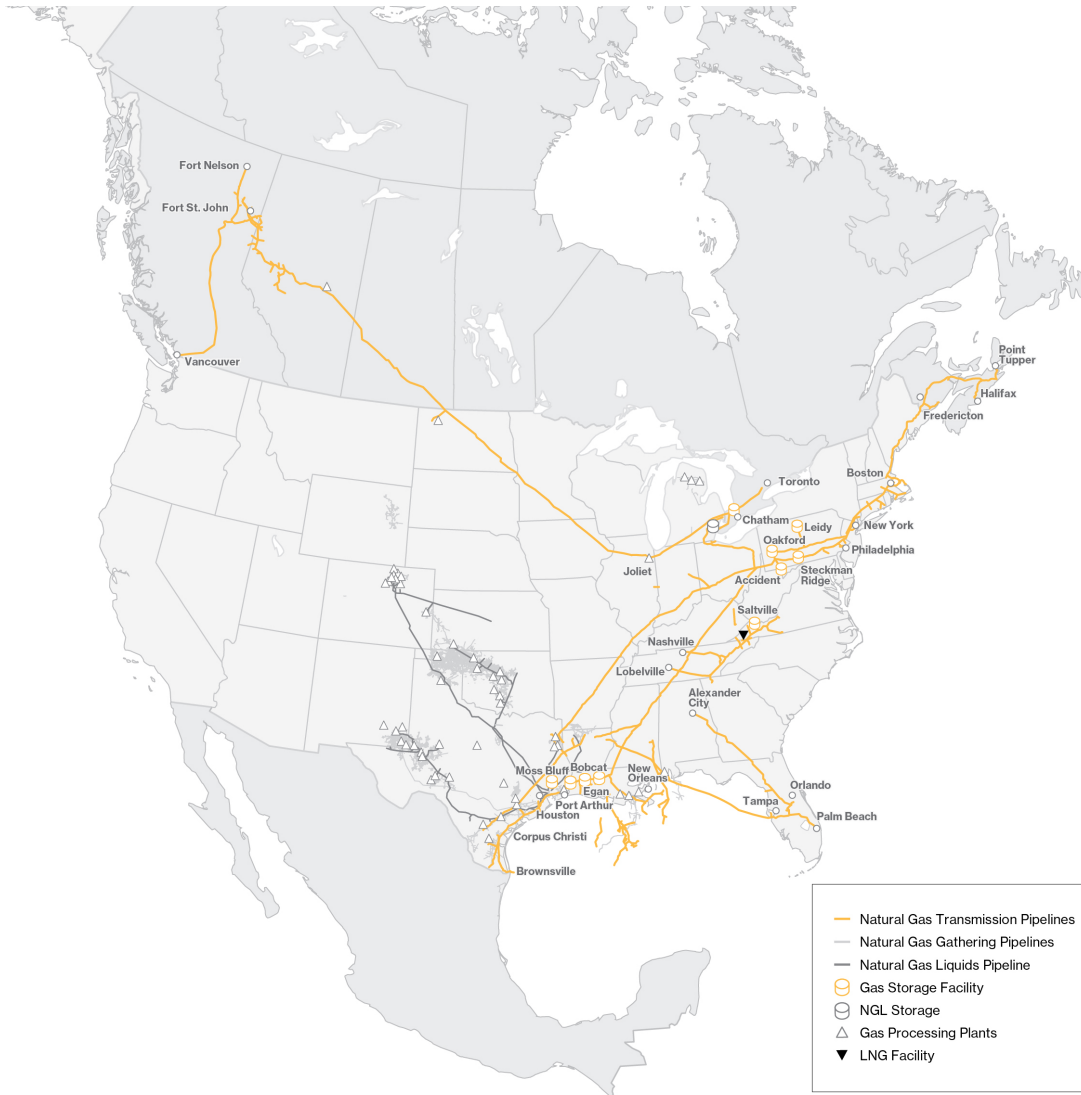 Fort Nelson
Fort St. John
Vancouver
Point
Tupper
Halifax
Fredericton
Boston
Toronto
Chatham
Leidy
New York
Oakford
Philadelphia
Joliet
Accident
Steckman
Ridge
Saltville
Nashville
Lobelville
Alexander
City
Moss Bluff
Bobcat
New
Orleans
Egan
Port Arthur
Houston
Orlando
Tampa
Palm Beach
Corpus Christi
Brownsville
Natural Gas Transmission Pipelines
Natural Gas Gathering Pipelines
Natural Gas Liquids Pipeline
Gas Storage Facility
NGL Storage
Gas Processing Plants
LNG Facility